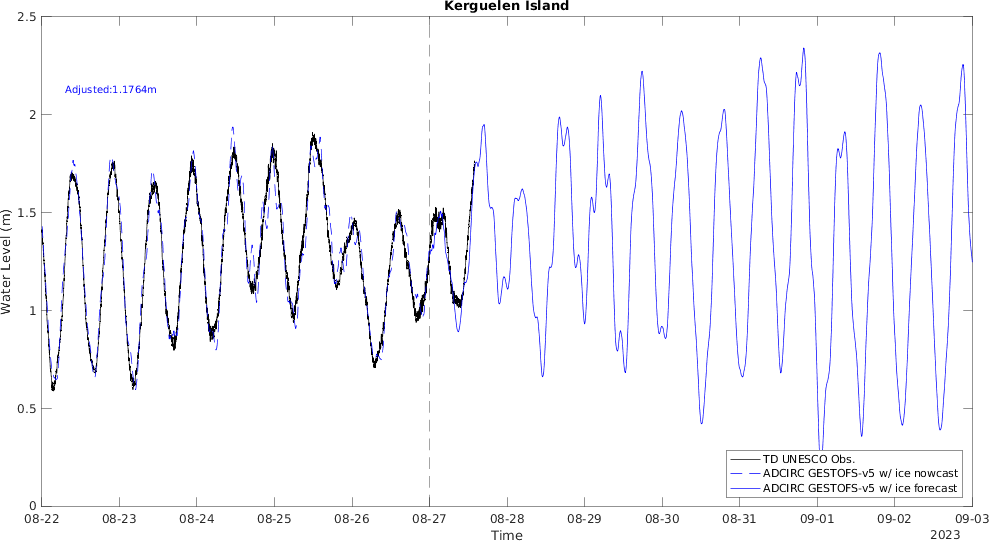 Kerguelen Island
2.5
2
1.5
1
0.5
0
Water Level (m)
Adjusted:1.1764m
TD UNESCO Obs.
ADCIRC GESTOFS-v5 w/ ice nowcast
ADCIRC GESTOFS-v5 w/ ice forecast
08-22 08-23 08-24 08-25 08-26 08-27 08-28 08-29 08-30 08-31 09-01 09-02 09-03
Time
2023